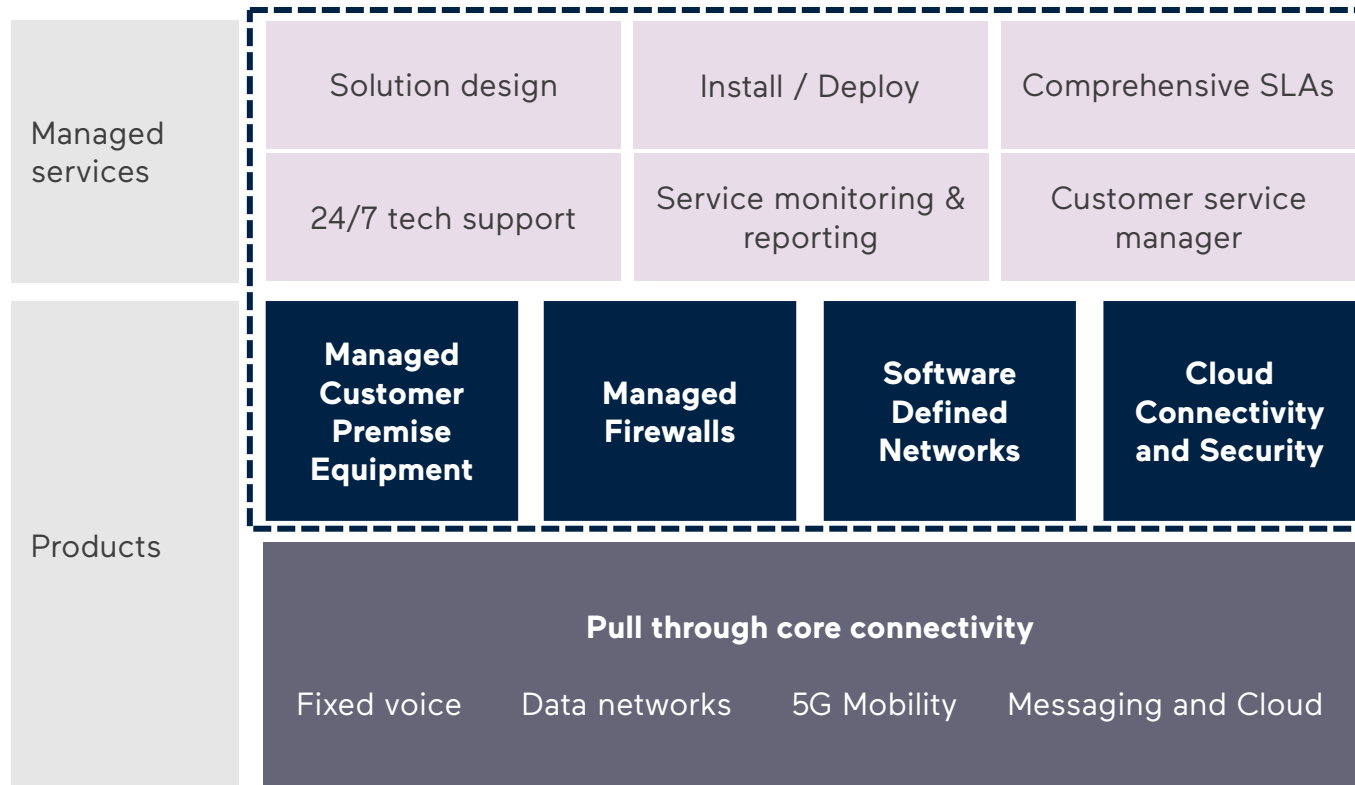 Managed
services
Solution design
Install / Deploy
Comprehensive SLAs
24/7 tech support
Service monitoring &
reporting
Customer service
manager
Products
Managed
Customer
Premise
Equipment
Managed
Firewalls
Software
Defined
Networks
Cloud
Connectivity
and Security
Pull through core connectivity
Fixed voice
Data networks
5G Mobility
Messaging and Cloud